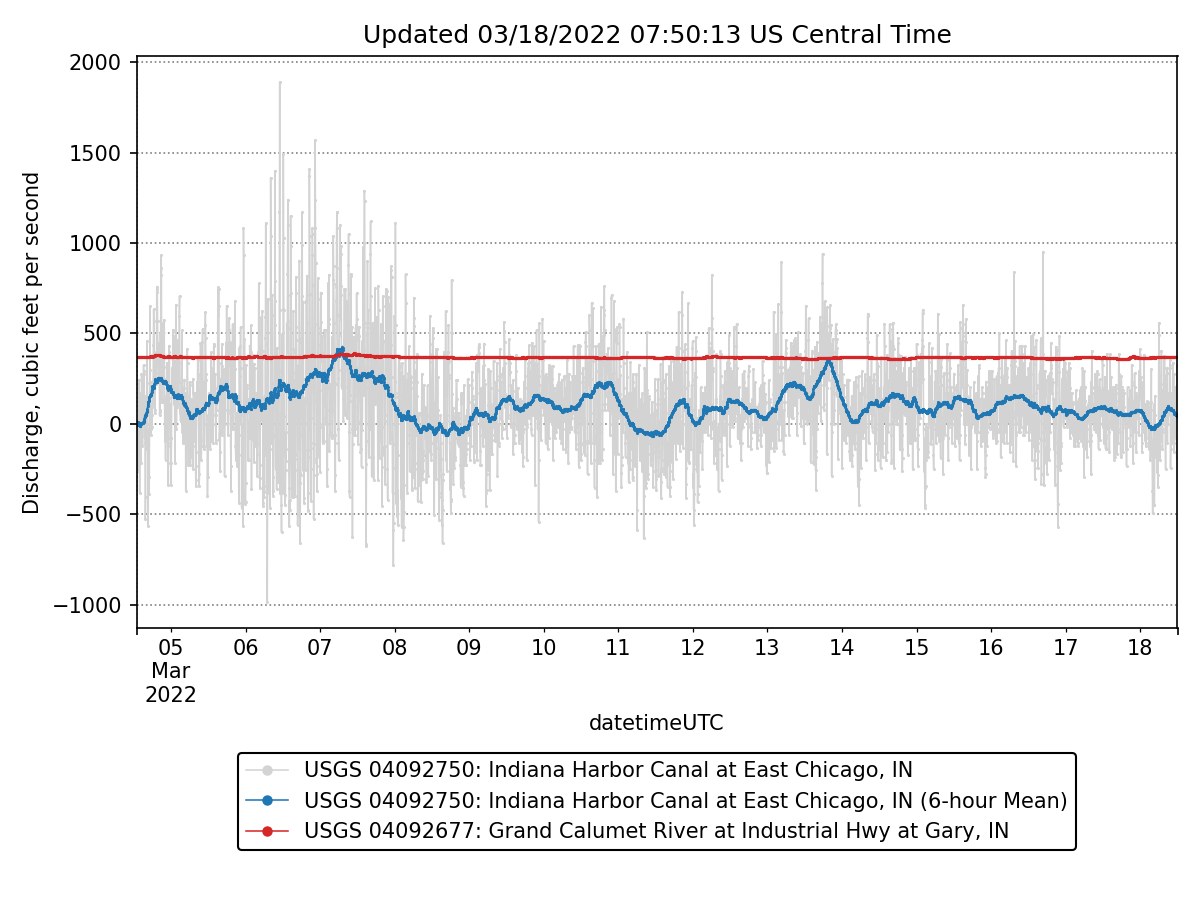 Updated 03/18/2022 07:50:13 US Central Time
Discharge, cubic feet per second
2000
1500
1000
500
0
−500
−1000
05 06 07 08 09 10 11 12 13 14 15 16 17 18
Mar
2022
datetimeUTC
USGS 04092750: Indiana Harbor Canal at East Chicago, IN
USGS 04092750: Indiana Harbor Canal at East Chicago, IN (6-hour Mean)
USGS 04092677: Grand Calumet River at Industrial Hwy at Gary, IN